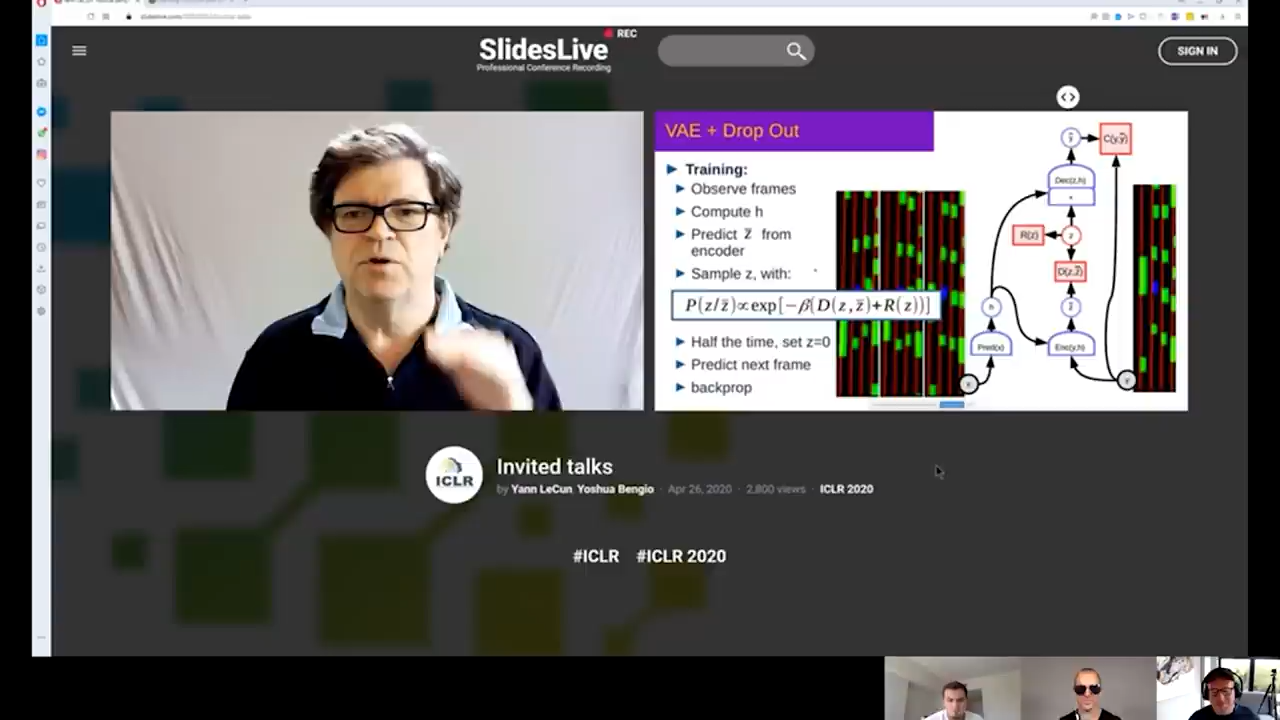 REC
SlidesLive
Professional Conference Recording
SIGN IN
VAE + Drop Out
Training:
Observe frames
Compute h
Predict z̅ from
encoder
Sample z, with:
P(z/z̅)∝exp[−β(D(z,z̅)+R(z))]
Half the time, set z=0
Predict next frame
backprop
C(y,y̅)
Dec(z,h)
R(z)
z
D(z,z̅)
h
z̅
Pred(x)
Enc(y,h)
Invited talks
ICLR
by Yann LeCun Yoshua Bengio · Apr 26, 2020 · 2,800 views · ICLR 2020
#ICLR #ICLR 2020